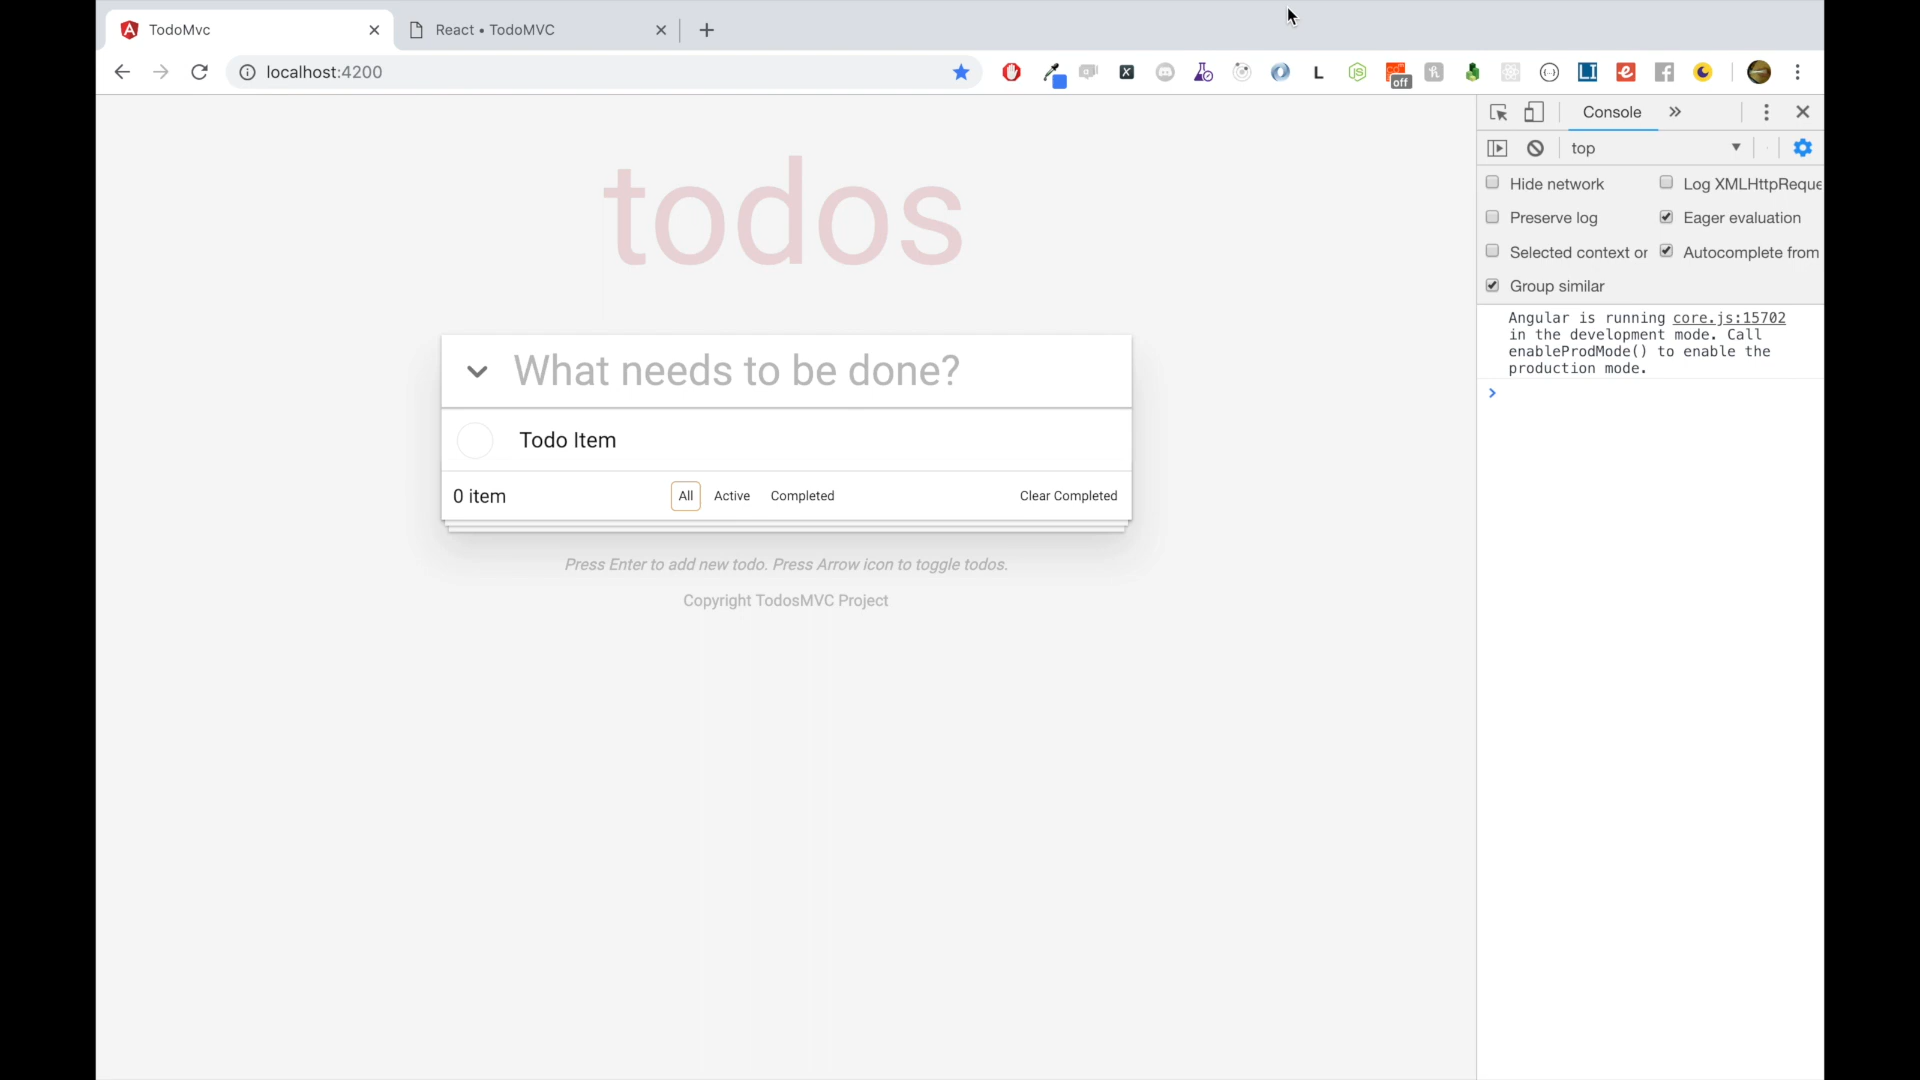 TodoMvc
React • TodoMVC
localhost:4200
off
Console
top
Hide network
Log XMLHttpReque
Preserve log
Eager evaluation
Selected context or
Autocomplete from
Group similar
Angular is running core.js:15702
in the development mode. Call
enableProdMode() to enable the
production mode.
todos
What needs to be done?
Todo Item
0 item
All
Active
Completed
Clear Completed
Press Enter to add new todo. Press Arrow icon to toggle todos.
Copyright TodosMVC Project